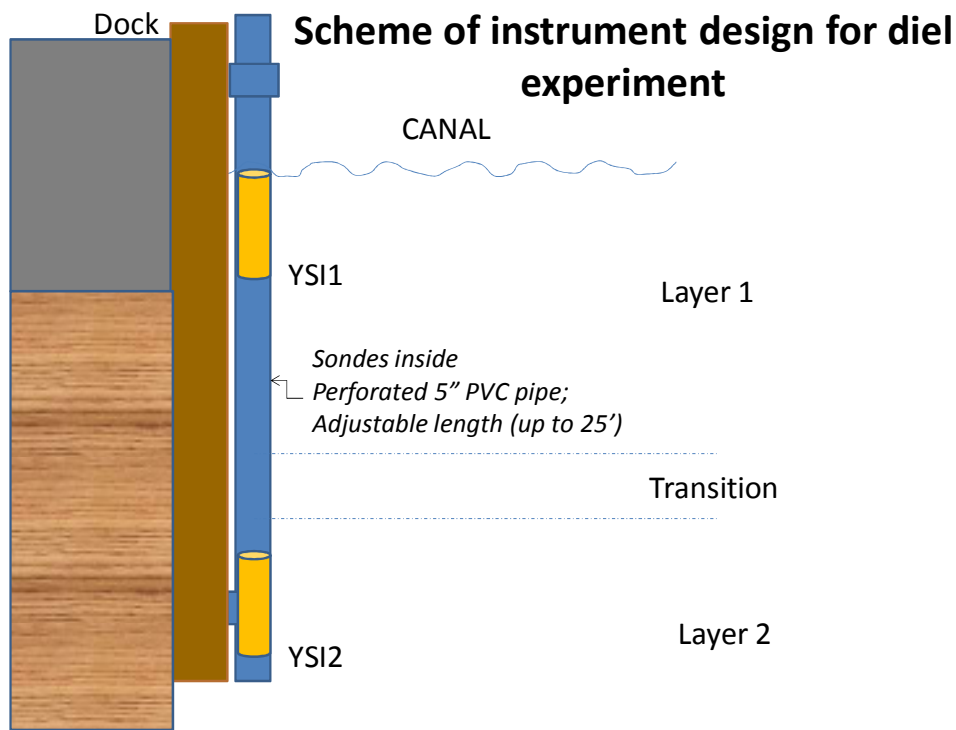 Dock
Scheme of instrument design for diel
experiment
CANAL
YSI1
Layer 1
Sondes inside
Perforated 5” PVC pipe;
Adjustable length (up to 25’)
Transition
Layer 2
YSI2